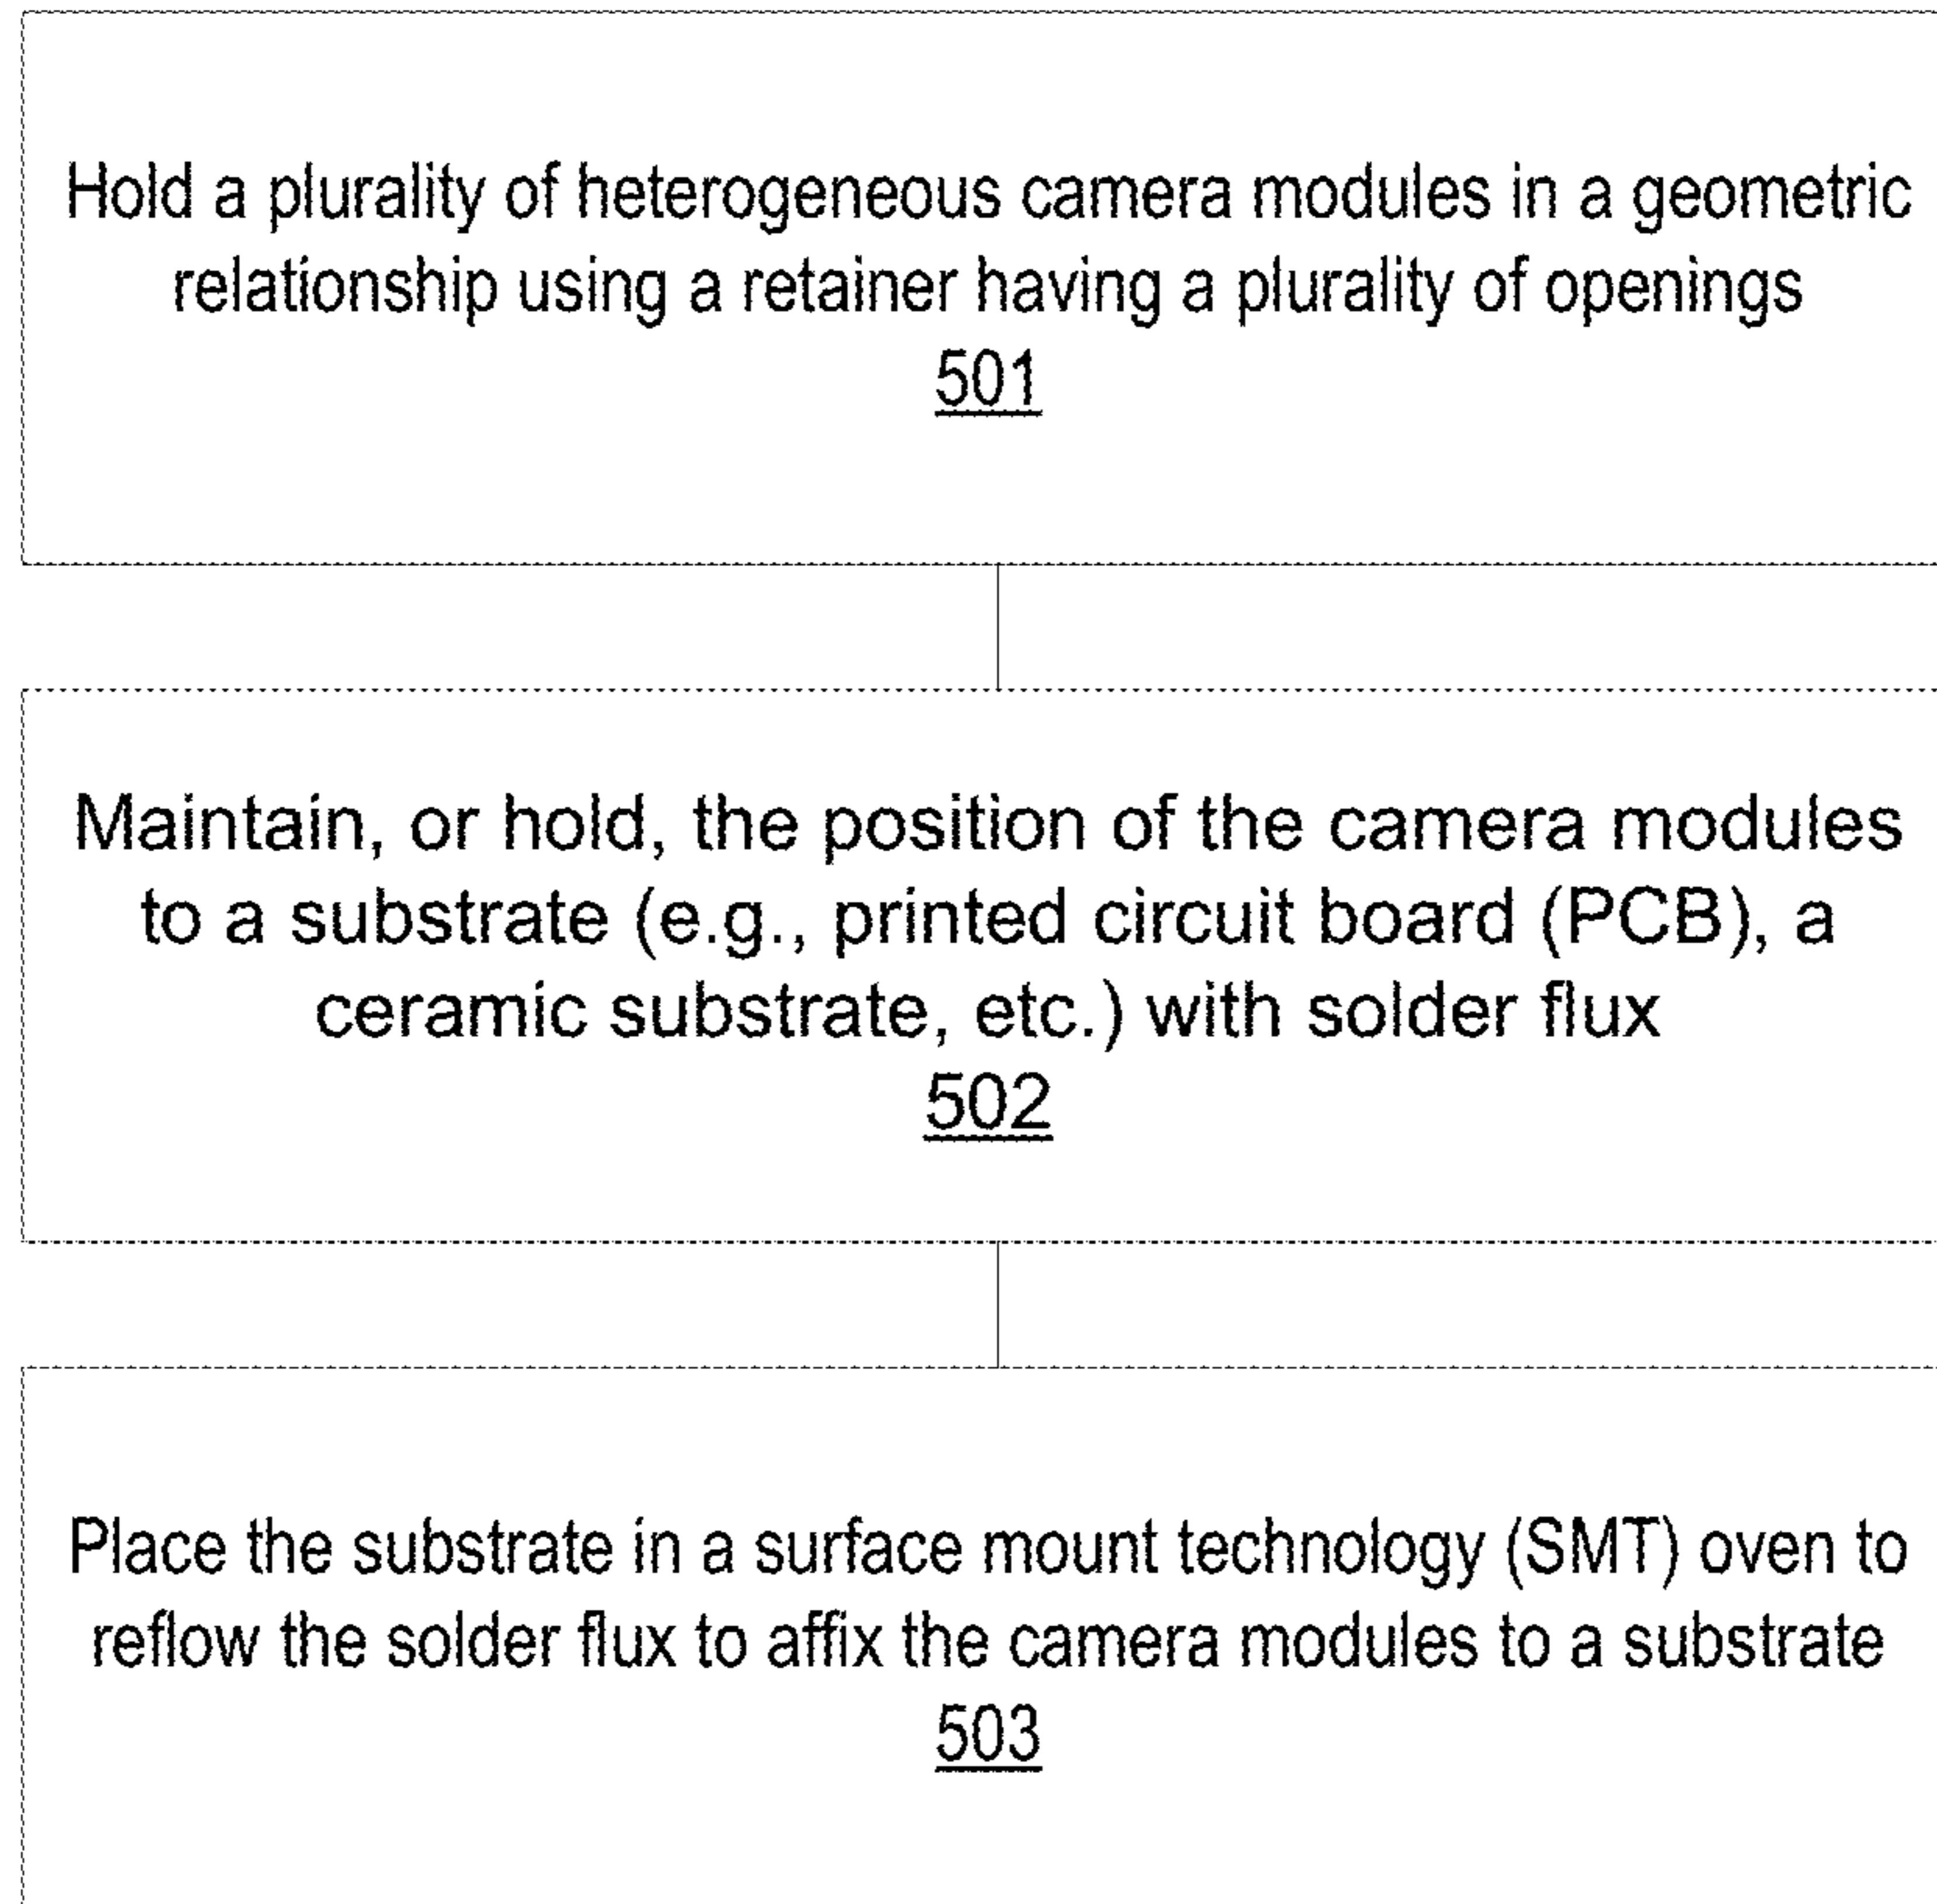 Hold a plurality of heterogeneous camera modules in a geometric
relationship using a retainer having a plurality of openings
501
Maintain, or hold, the position of the camera modules
to a substrate (e.g., printed circuit board (PCB), a
ceramic substrate, etc.) with solder flux
502
Place the substrate in a surface mount technology (SMT) oven to
reflow the solder flux to affix the camera modules to a substrate
503